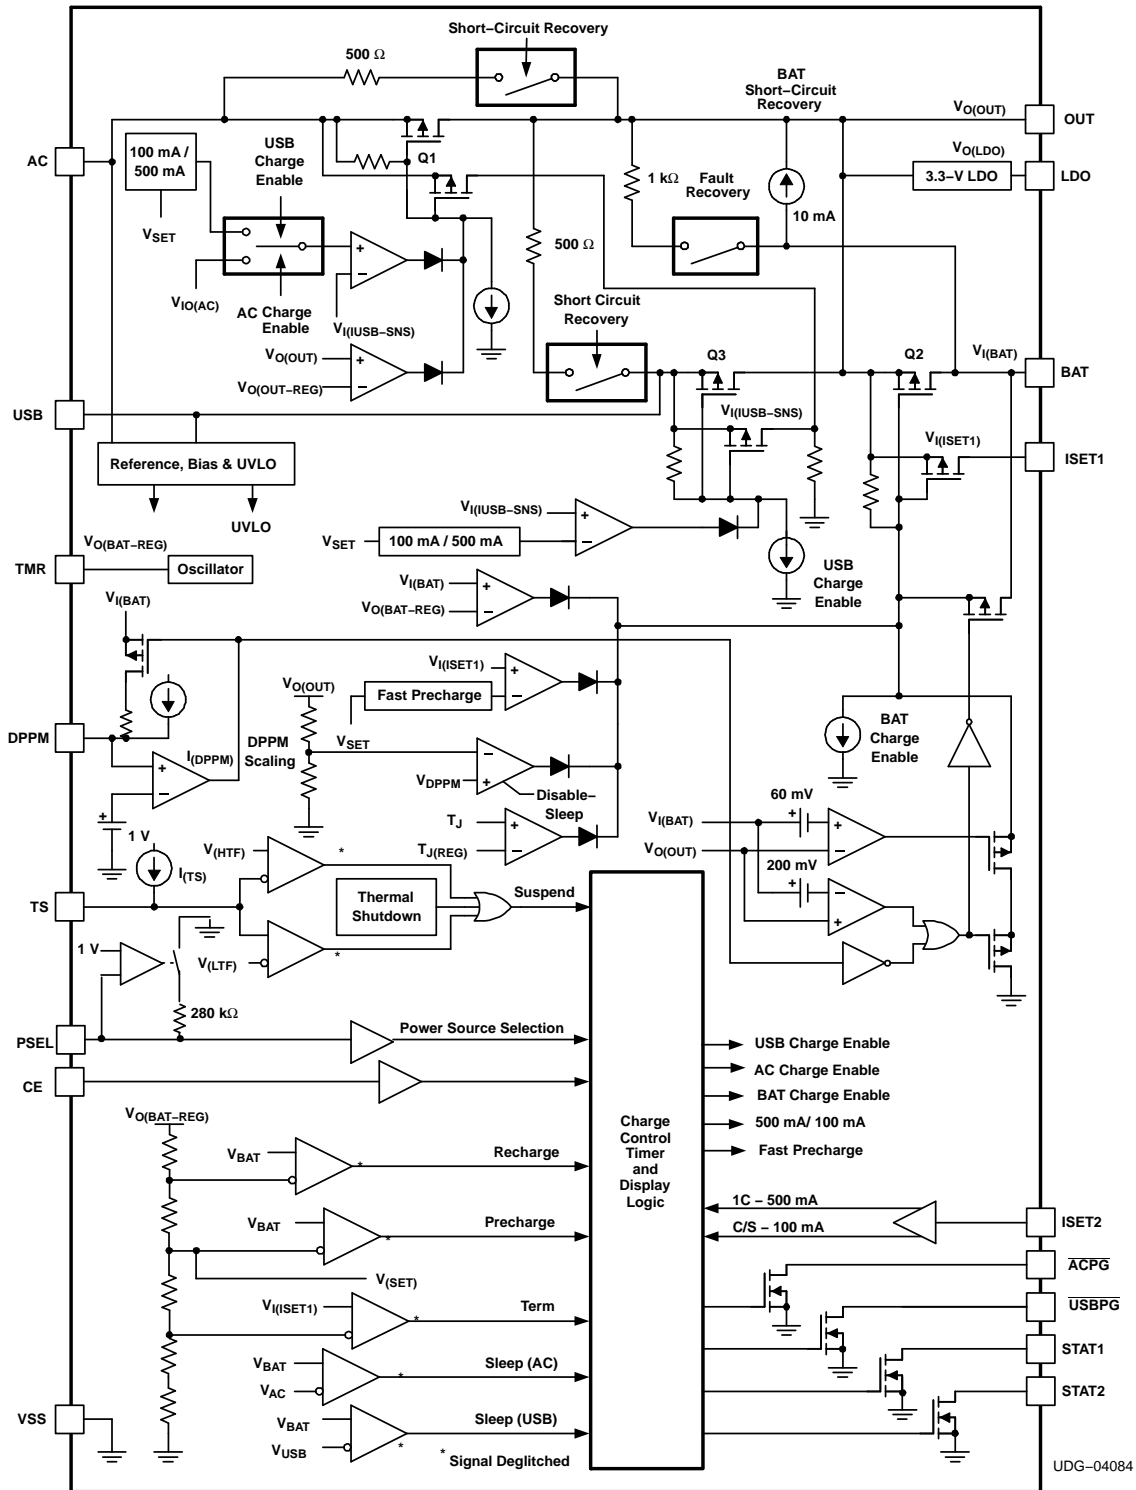 Short–Circuit Recovery
500 Ω
BAT
Short–Circuit
Recovery
VO(OUT)
OUT
AC
100 mA /
500 mA
USB
Charge
Enable
Q1
VO(LDO)
3.3–V LDO
LDO
1 kΩ
Fault
Recovery
10 mA
VSET
500 Ω
VIO(AC)
AC Charge
Enable
VI(IUSB–SNS)
Short Circuit
Recovery
VO(OUT)
VO(OUT–REG)
Q3
Q2
VI(BAT)
BAT
USB
VI(IUSB–SNS)
VI(ISET1)
ISET1
Reference, Bias & UVLO
UVLO
VI(IUSB–SNS)
VSET
100 mA / 500 mA
VO(BAT–REG)
TMR
Oscillator
USB
Charge
Enable
VI(BAT)
VO(BAT–REG)
VI(BAT)
VI(ISET1)
VO(OUT)
Fast Precharge
DPPM
VSET
DPPM
Scaling
BAT
Charge
Enable
I(DPPM)
VDPPM
Disable–
Sleep
60 mV
1 V
TJ
TJ(REG)
VI(BAT)
VO(OUT)
V(HTF)
*
I(TS)
200 mV
TS
Thermal
Shutdown
Suspend
1 V
V(LTF)
*
280 kΩ
PSEL
Power Source Selection
CE
USB Charge Enable
AC Charge Enable
BAT Charge Enable
500 mA/ 100 mA
Fast Precharge
Charge
Control
Timer
and
Display
Logic
VO(BAT–REG)
VBAT
*
Recharge
1C – 500 mA
C/S – 100 mA
ISET2
VBAT
*
Precharge
V(SET)
ACPG
VI(ISET1)
*
Term
USBPG
VBAT
VAC
*
Sleep (AC)
STAT1
STAT2
VSS
VBAT
VUSB
*
Sleep (USB)
* Signal Deglitched
UDG–04084